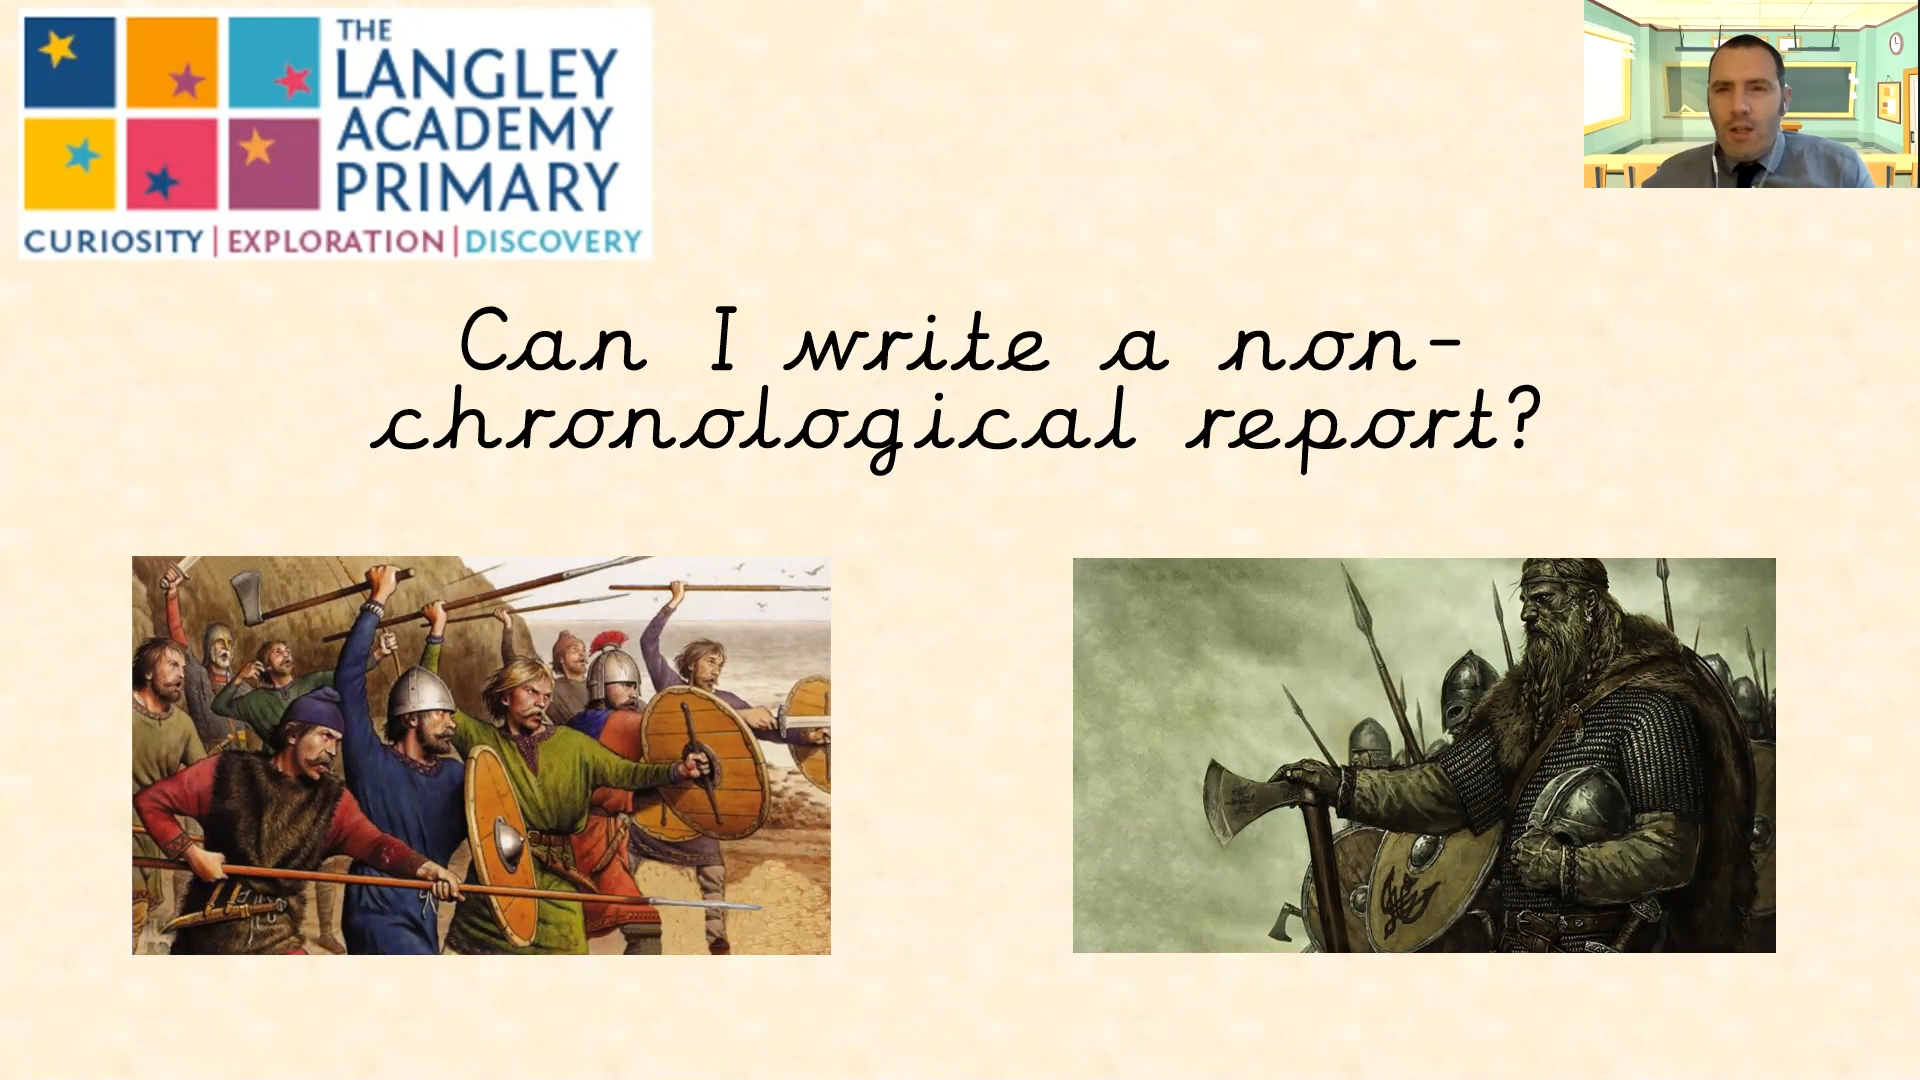 THE
LANGLEY
ACADEMY
PRIMARY
CURIOSITY | EXPLORATION | DISCOVERY
Can I write a non-
chronological report?